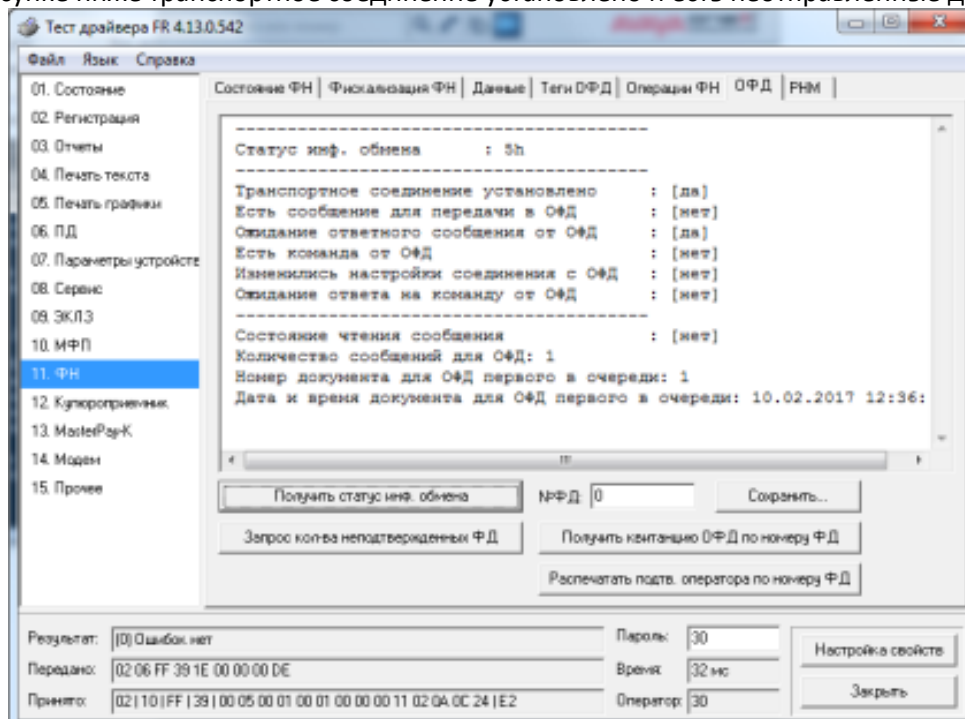 рисунке ниже транспортное соединение установлено и есть неотправленные д
Тест драйвера FR 4.13.0.542
Файл Язык Справка
01. Состояние
02. Регистрация
03. Отчеты
04. Печать текста
05. Печать графики
06. ПД
07. Параметры устройств
08. Сервис
09. ЭКЛЗ
10. МФП
11. ФН
12. Купюроприемник
13. MasterPay-K
14. Модем
15. Прочее
Состояние ФН Фискализация ФН Данные Теги ОФД Операции ФН ОФД РНМ
Статус инф. обмена : 5h
Транспортное соединение установлено : [да]
Есть сообщение для передачи в ОФД : [нет]
Ожидание ответного сообщения от ОФД : [да]
Есть команда от ОФД : [нет]
Изменились настройки соединения с ОФД : [нет]
Ожидание ответа на команду от ОФД : [нет]
Состояние чтения сообщения : [нет]
Количество сообщений для ОФД: 1
Номер документа для ОФД первого в очереди: 1
Дата и время документа для ОФД первого в очереди: 10.02.2017 12:36:
Получить статус инф. обмена
№ФД: 0
Сохранить...
Запрос кол-ва неподтвержденных ФД
Получить квитанцию ОФД по номеру ФД
Распечатать подтв. оператора по номеру ФД
Результат: (0) Ошибок нет
Пароль: 30
Настройка свойств
Передано: 02 06 FF 39 1E 00 00 00 DE
Время: 32 мс
Принято: 02 | 10 | FF | 39 | 00 05 00 01 00 01 00 00 00 11 02 0A 0C 24 | E2
Оператор: 30
Закрыть